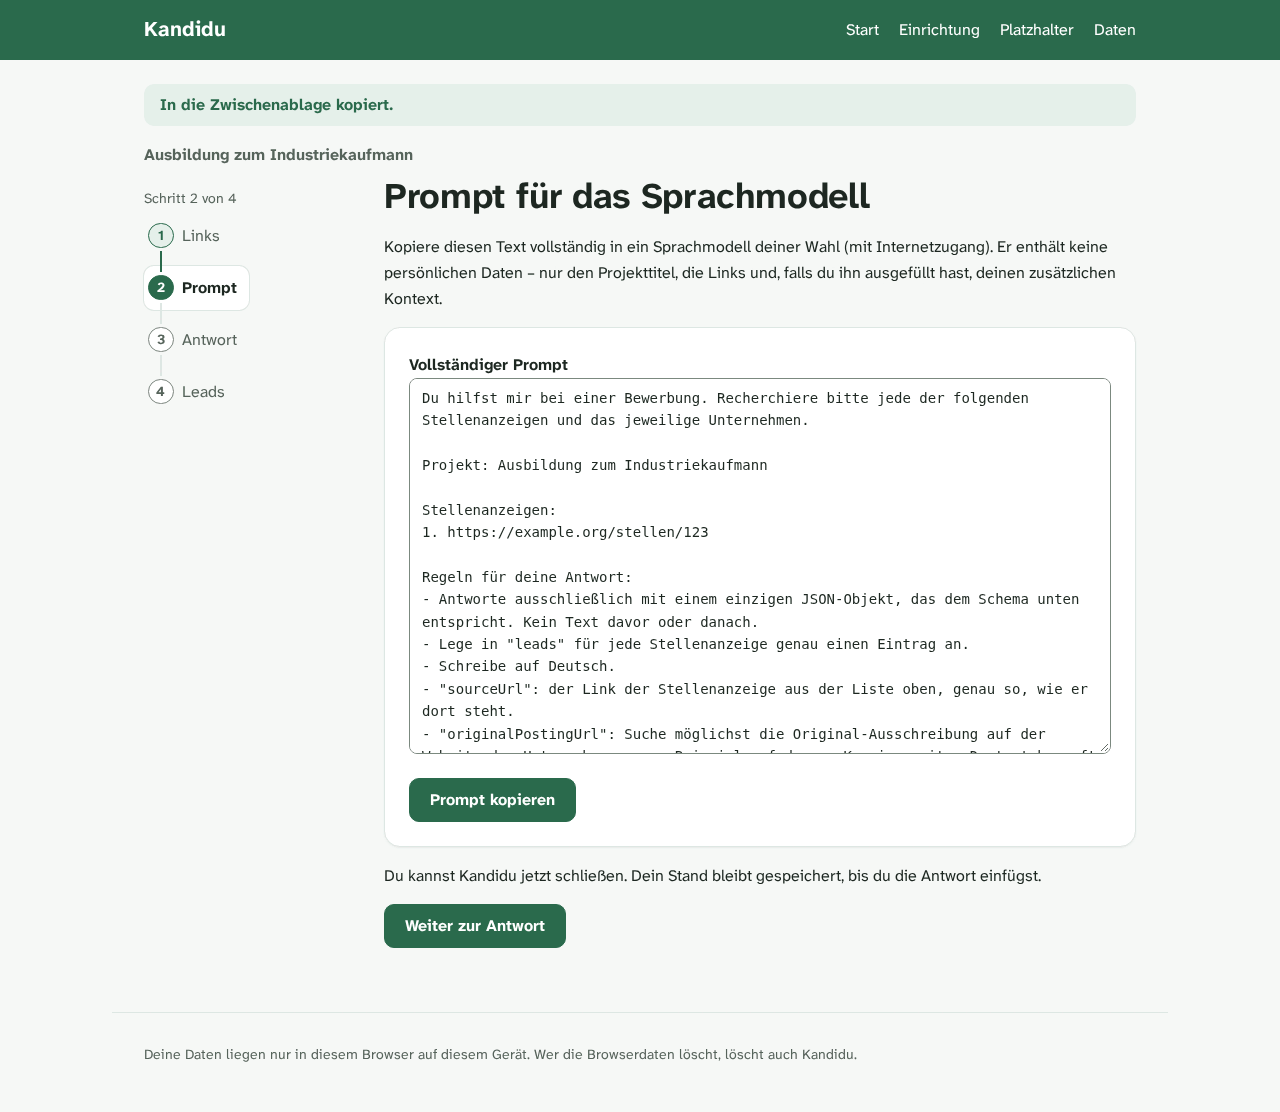 Kandidu
Start Einrichtung Platzhalter Daten
In die Zwischenablage kopiert.
Ausbildung zum Industriekaufmann
Schritt 2 von 4
1 Links
2 Prompt
3 Antwort
4 Leads
Prompt für das Sprachmodell
Kopiere diesen Text vollständig in ein Sprachmodell deiner Wahl (mit Internetzugang). Er enthält keine
persönlichen Daten – nur den Projekttitel, die Links und, falls du ihn ausgefüllt hast, deinen zusätzlichen
Kontext.
Vollständiger Prompt
Du hilfst mir bei einer Bewerbung. Recherchiere bitte jede der folgenden
Stellenanzeigen und das jeweilige Unternehmen.
Projekt: Ausbildung zum Industriekaufmann
Stellenanzeigen:
1. https://example.org/stellen/123
Regeln für deine Antwort:
- Antworte ausschließlich mit einem einzigen JSON-Objekt, das dem Schema unten
entspricht. Kein Text davor oder danach.
- Lege in "leads" für jede Stellenanzeige genau einen Eintrag an.
- Schreibe auf Deutsch.
- "sourceUrl": der Link der Stellenanzeige aus der Liste oben, genau so, wie er
dort steht.
- "originalPostingUrl": Suche möglichst die Original-Ausschreibung auf der
Prompt kopieren
Du kannst Kandidu jetzt schließen. Dein Stand bleibt gespeichert, bis du die Antwort einfügst.
Weiter zur Antwort
Deine Daten liegen nur in diesem Browser auf diesem Gerät. Wer die Browserdaten löscht, löscht auch Kandidu.